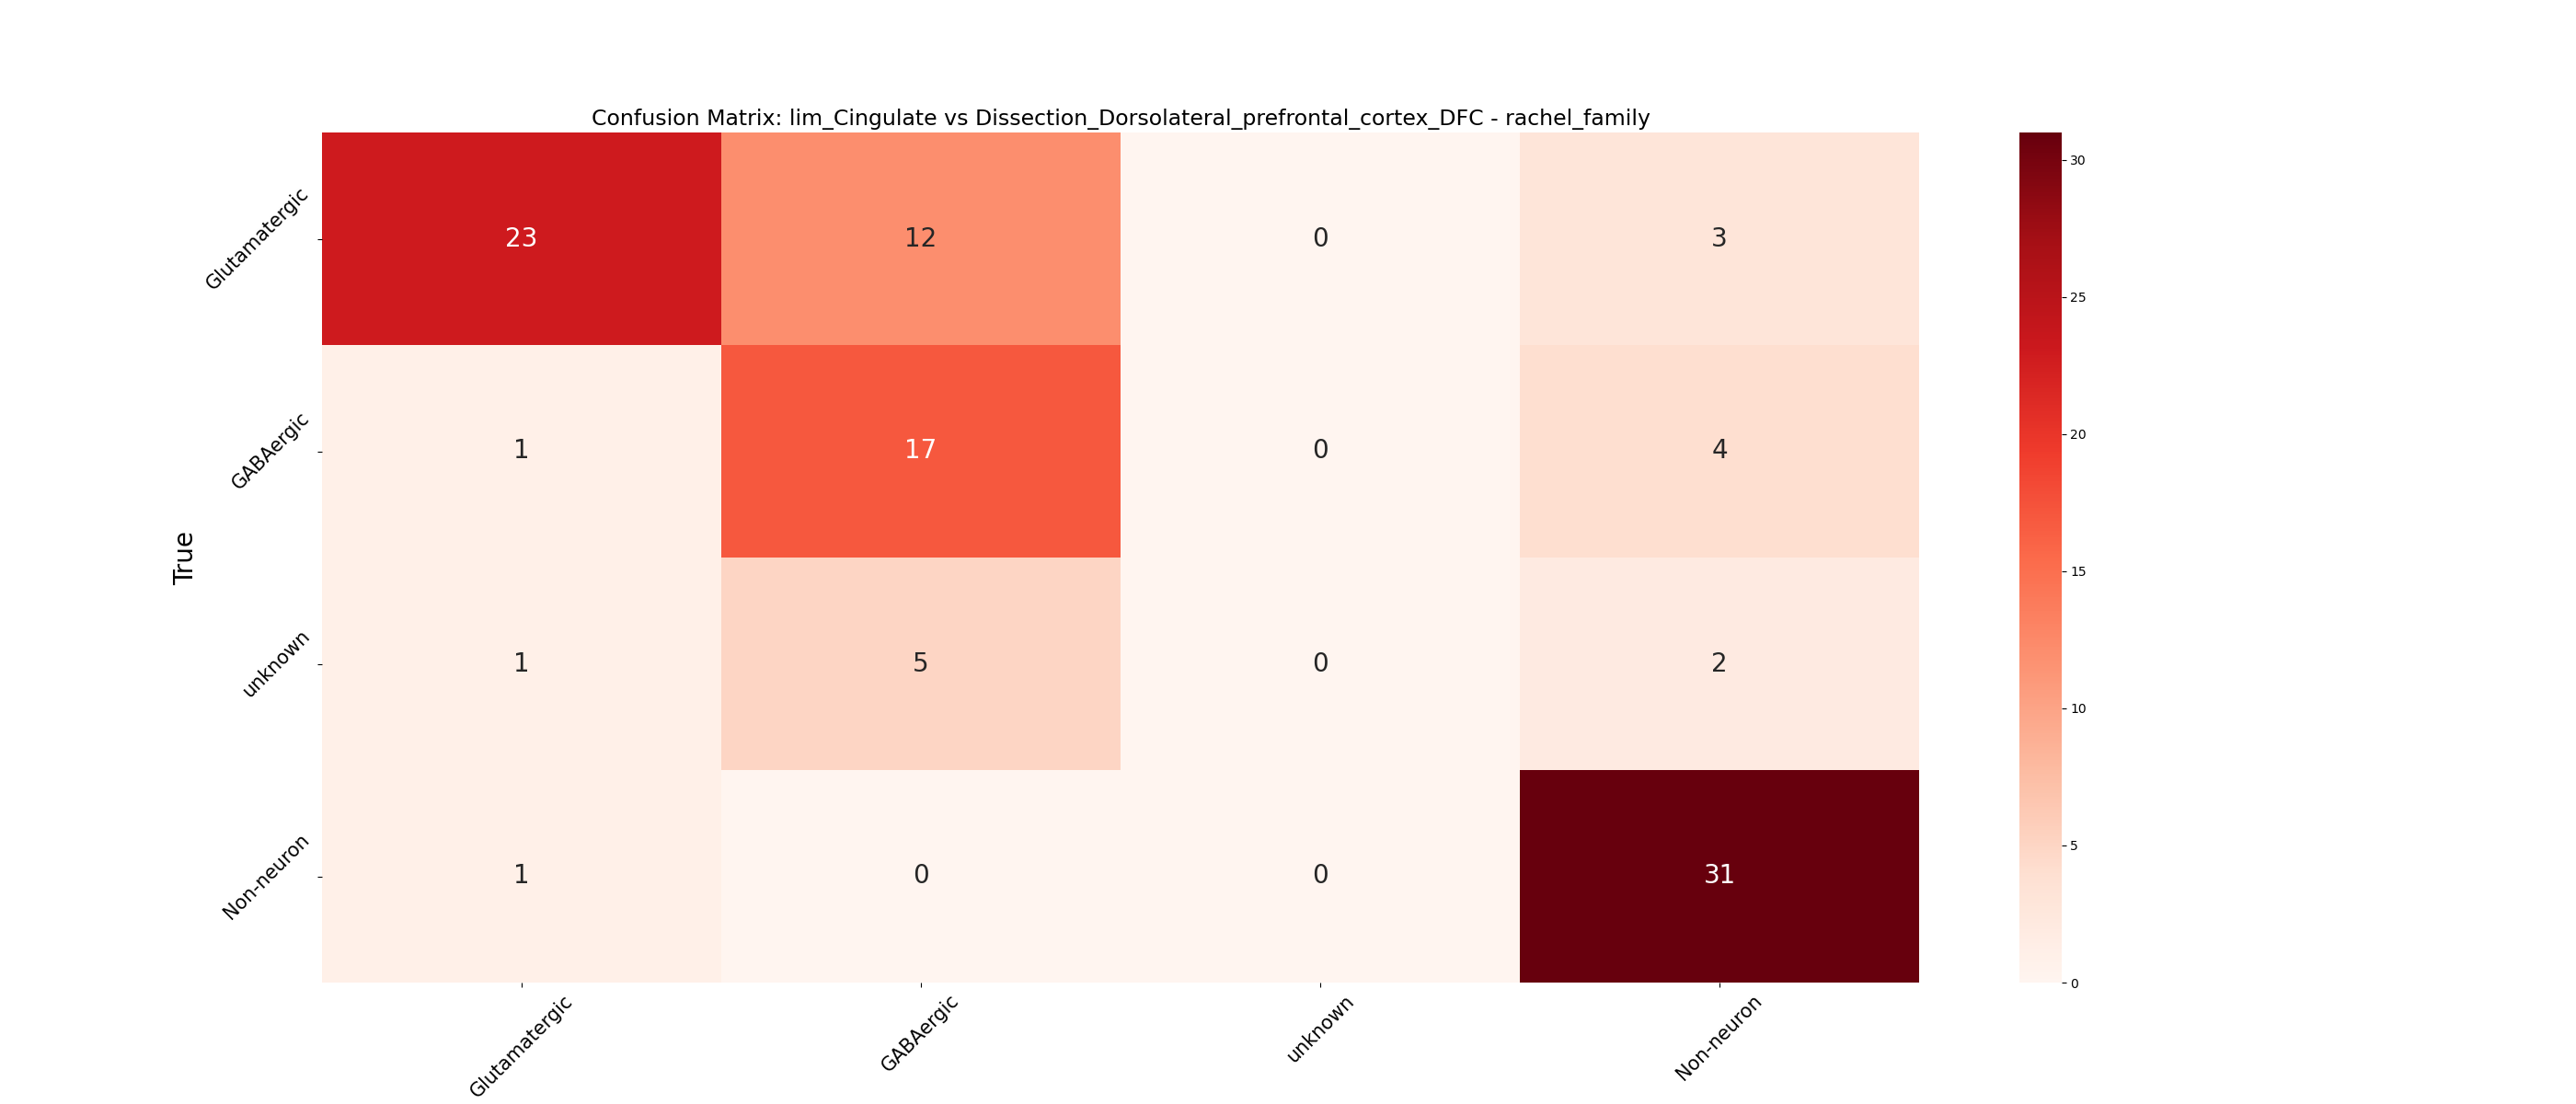 Confusion Matrix: lim_Cingulate vs Dissection_Dorsolateral_prefrontal_cortex_DFC - rachel_family
True
Glutamatergic 23 12 0 3
GABAergic 1 17 0 4
unknown 1 5 0 2
Non-neuron 1 0 0 31
Glutamatergic GABAergic unknown Non-neuron
30
25
20
15
10
5
0